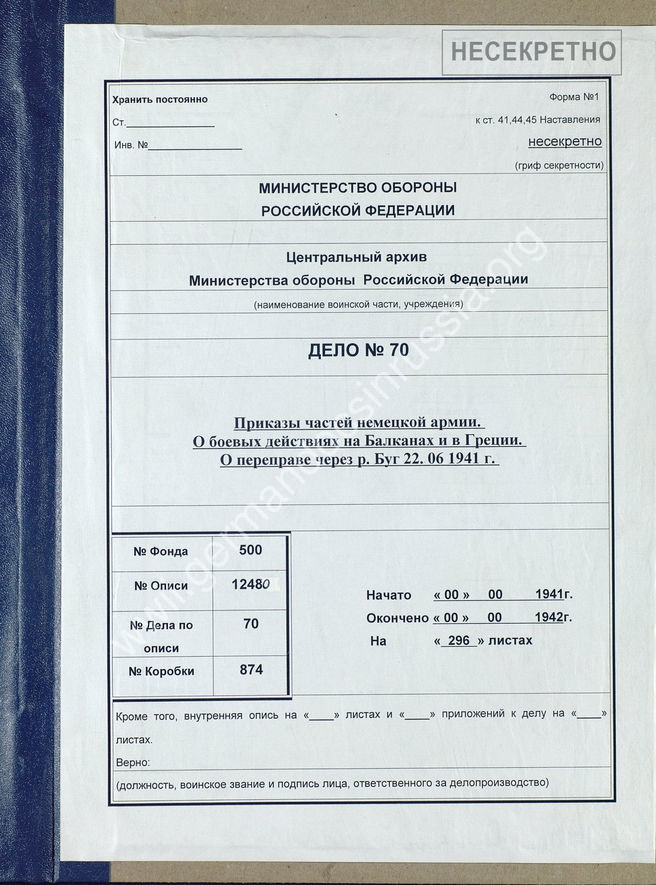 НЕСЕКРЕТНО
Хранить постоянно
Форма №1
Ст.
к ст. 41,44,45 Наставления
Инв. №
несекретно
(гриф секретности)
МИНИСТЕРСТВО ОБОРОНЫ
РОССИЙСКОЙ ФЕДЕРАЦИИ
Центральный архив
Министерства обороны Российской Федерации
(наименование воинской части, учреждения)
ДЕЛО № 70
Приказы частей немецкой армии.
О боевых действиях на Балканах и в Греции.
О переправе через р. Буг 22. 06 1941 г.
№ Фонда 500
№ Описи 12480
№ Дела по описи 70
№ Коробки 874
Начато « 00 » 00 1941г.
Окончено « 00 » 00 1942г.
На « 296 » листах
Кроме того, внутренняя опись на «____» листах и «____» приложений к делу на «____»
листах.
Верно:
(должность, воинское звание и подпись лица, ответственного за делопроизводство)